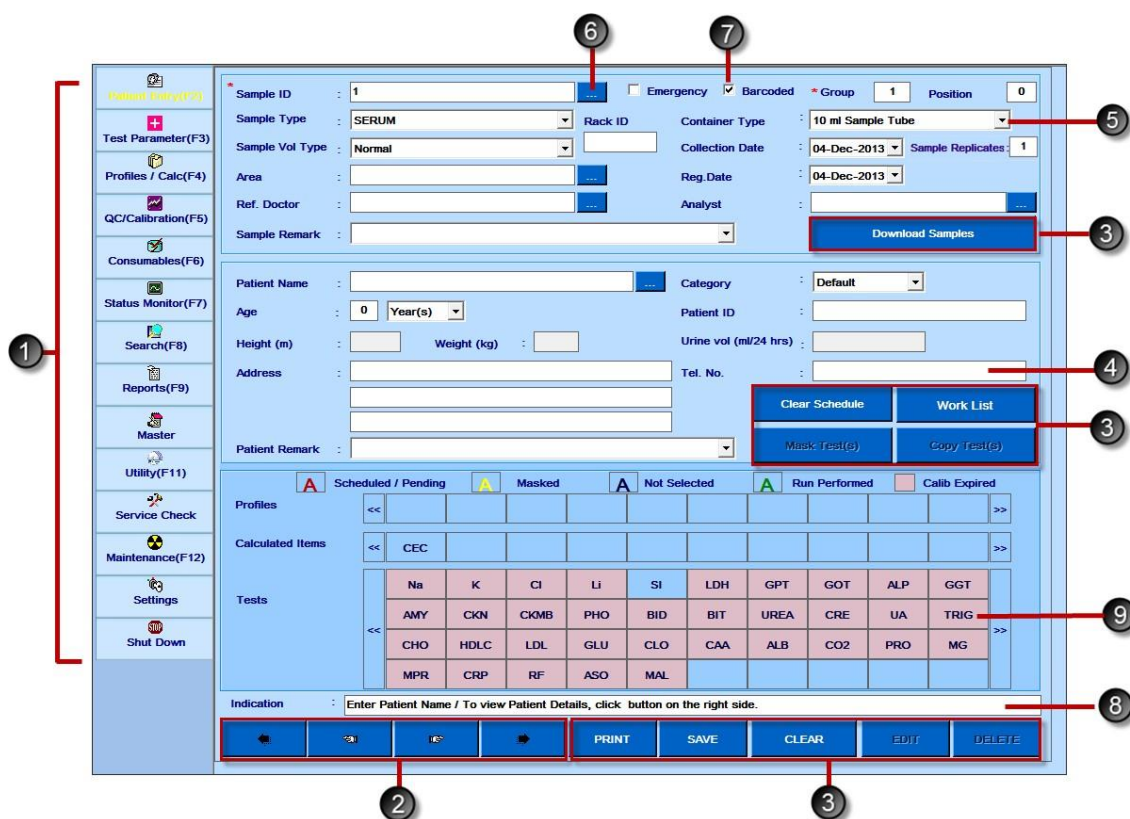 6
7
1
Patient Entry(F2)
Test Parameter(F3)
Profiles / Calc(F4)
QC/Calibration(F5)
Consumables(F6)
Status Monitor(F7)
Search(F8)
Reports(F9)
Master
Utility(F11)
Service Check
Maintenance(F12)
Settings
Shut Down
* Sample ID : 1 ... Emergency Barcoded * Group 1 Position 0
Sample Type : SERUM Rack ID Container Type : 10 ml Sample Tube 5
Sample Vol Type : Normal Collection Date : 04-Dec-2013 Sample Replicates: 1
Area : ... Reg.Date : 04-Dec-2013
Ref. Doctor : ... Analyst : ...
Sample Remark : Download Samples 3
Patient Name : ... Category : Default
Age : 0 Year(s) Patient ID :
Height (m) : Weight (kg) : Urine vol (ml/24 hrs) :
Address : Tel. No. : 4
Clear Schedule Work List
3
Mask Test(s) Copy Test(s)
Patient Remark :
A Scheduled / Pending A Masked A Not Selected A Run Performed Calib Expired
Profiles << >>
Calculated Items << CEC >>
Tests << >>
Na K Cl Li SI LDH GPT GOT ALP GGT
AMY CKN CKMB PHO BID BIT UREA CRE UA TRIG 9
CHO HDLC LDL GLU CLO CAA ALB CO2 PRO MG
MPR CRP RF ASO MAL
Indication : Enter Patient Name / To view Patient Details, click button on the right side. 8
PRINT SAVE CLEAR EDIT DELETE
2
3